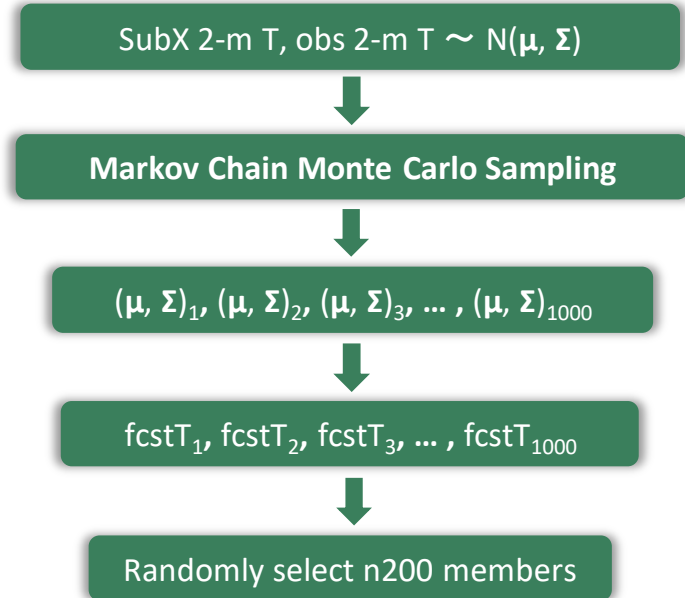 SubX 2-m T, obs 2-m T ～ N(μ, Σ)
Markov Chain Monte Carlo Sampling
(μ, Σ)₁, (μ, Σ)₂, (μ, Σ)₃, ... , (μ, Σ)₁₀₀₀
fcstT₁, fcstT₂, fcstT₃, ... , fcstT₁₀₀₀
Randomly select n200 members